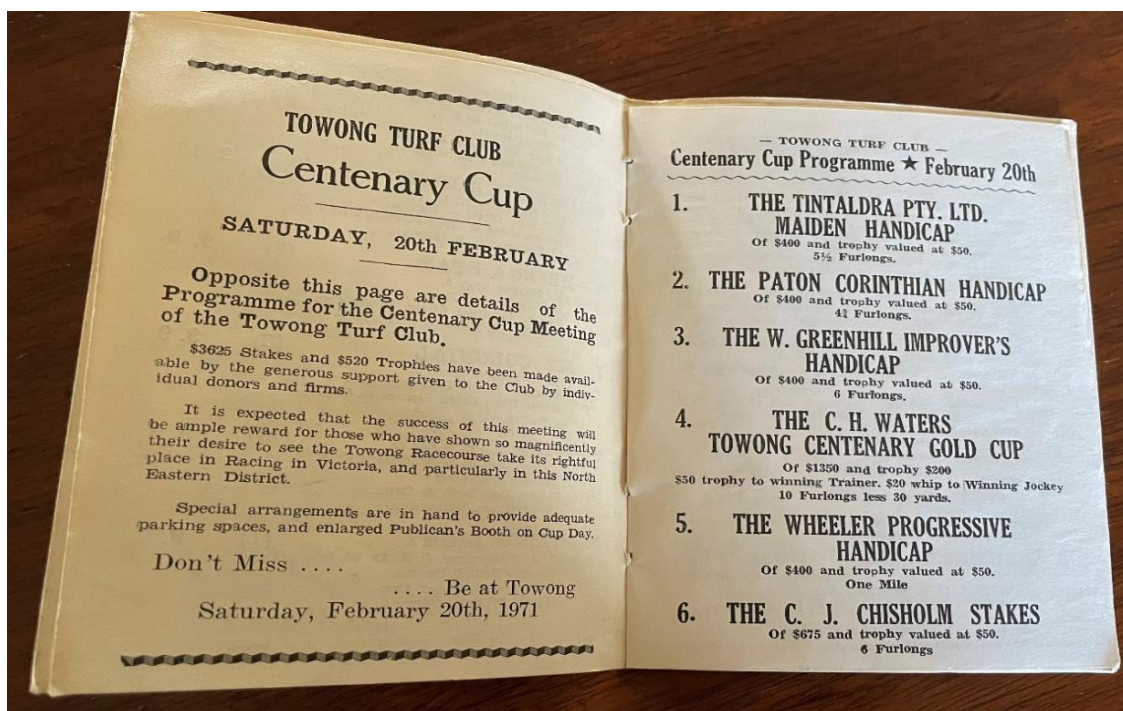 TOWONG TURF CLUB
Centenary Cup
SATURDAY, 20th FEBRUARY
Opposite this page are details of the
Programme for the Centenary Cup Meeting
of the Towong Turf Club.
$3625 Stakes and $520 Trophies have been made avail-
able by the generous support given to the Club by indiv-
idual donors and firms.
It is expected that the success of this meeting will
be ample reward for those who have shown so magnificently
their desire to see the Towong Racecourse take its rightful
place in Racing in Victoria, and particularly in this North
Eastern District.
Special arrangements are in hand to provide adequate
parking spaces, and enlarged Publican's Booth on Cup Day.
Don't Miss ....
.... Be at Towong
Saturday, February 20th, 1971
— TOWONG TURF CLUB —
Centenary Cup Programme ★ February 20th
1. THE TINTALDRA PTY. LTD.
MAIDEN HANDICAP
Of $400 and trophy valued at $50.
5½ Furlongs.
2. THE PATON CORINTHIAN HANDICAP
Of $400 and trophy valued at $50.
4¾ Furlongs.
3. THE W. GREENHILL IMPROVER'S
HANDICAP
Of $400 and trophy valued at $50.
6 Furlongs.
4. THE C. H. WATERS
TOWONG CENTENARY GOLD CUP
Of $1350 and trophy $200
$50 trophy to winning Trainer. $20 whip to Winning Jockey
10 Furlongs less 30 yards.
5. THE WHEELER PROGRESSIVE
HANDICAP
Of $400 and trophy valued at $50.
One Mile
6. THE C. J. CHISHOLM STAKES
Of $675 and trophy valued at $50.
6 Furlongs